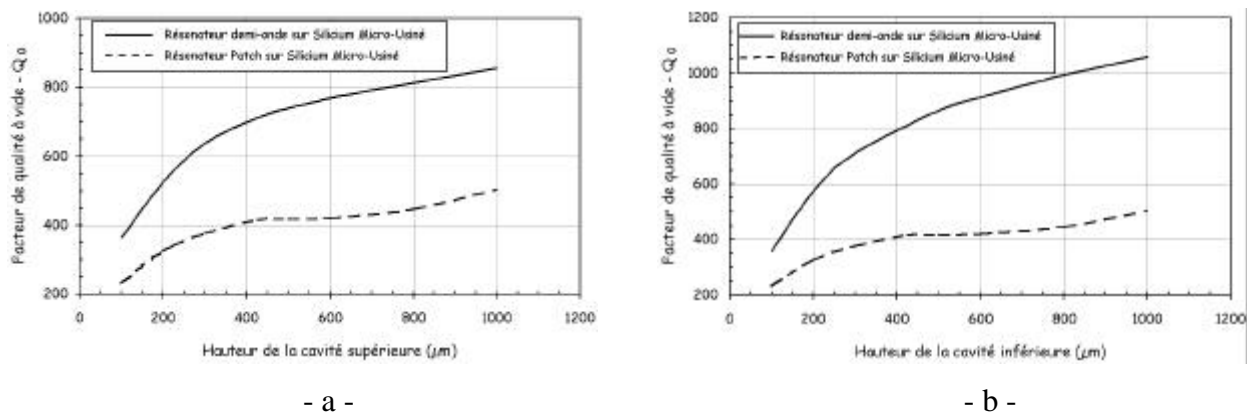 1000
800
600
400
200
0 200 400 600 800 1000 1200
Facteur de qualité à vide - Q0
Résonateur demi-onde sur Silicium Micro-Usiné
Résonateur Patch sur Silicium Micro-Usiné
Hauteur de la cavité supérieure (µm)
- a -
1200
1000
800
600
400
200
0 200 400 600 800 1000 1200
Facteur de qualité à vide - Q0
Résonateur demi-onde sur Silicium Micro-Usiné
Résonateur Patch sur Silicium Micro-Usiné
Hauteur de la cavité inférieure (µm)
- b -